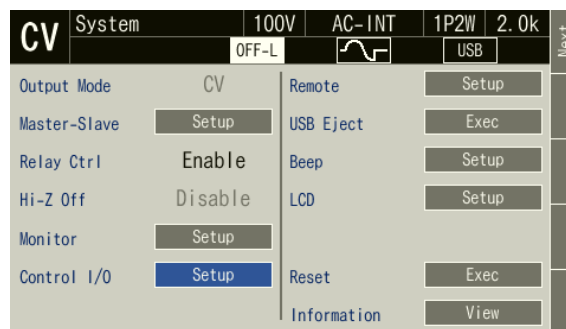 CV System 100V AC-INT 1P2W 2.0k
OFF-L USB
Next
Output Mode CV
Master-Slave Setup
Relay Ctrl Enable
Hi-Z Off Disable
Monitor Setup
Control I/O Setup
Remote Setup
USB Eject Exec
Beep Setup
LCD Setup
Reset Exec
Information View